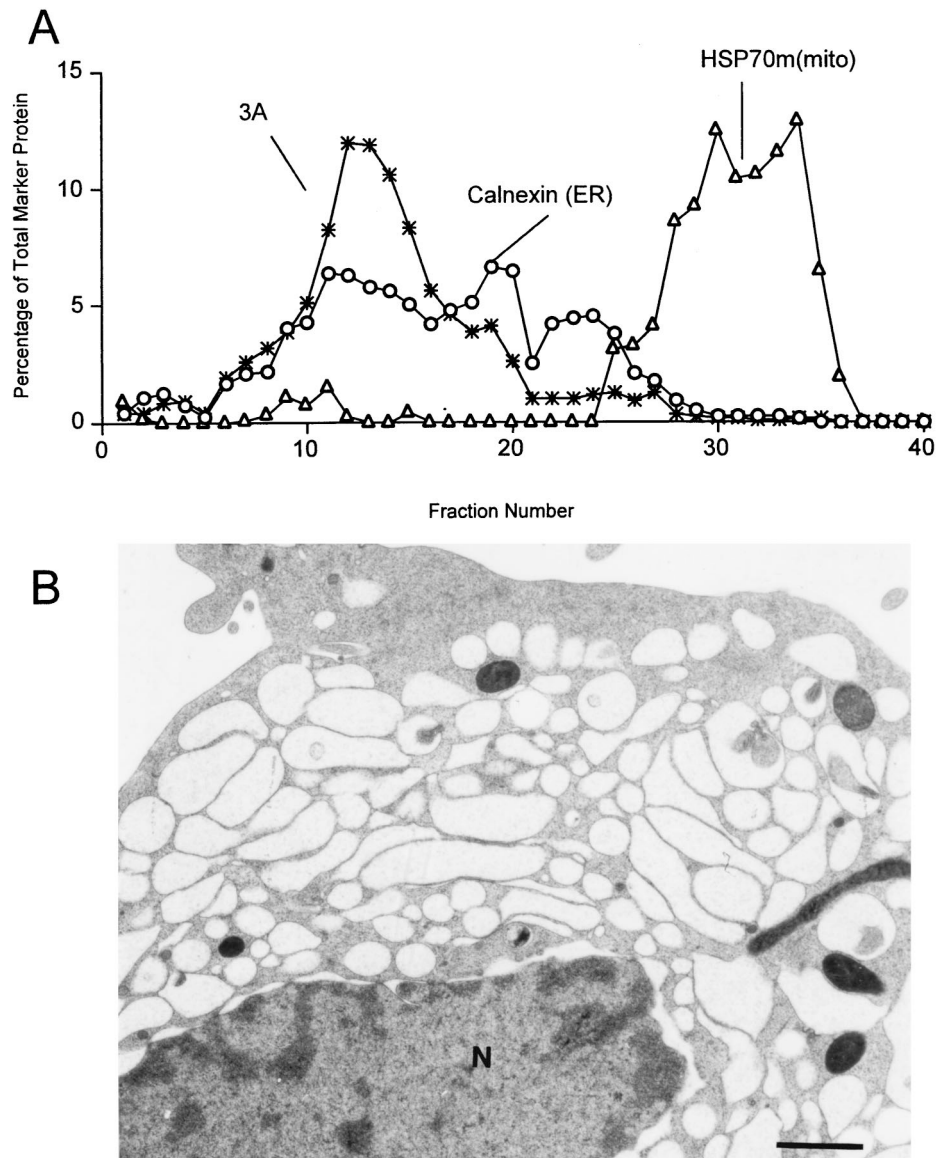 A
15
10
5
0
Percentage of Total Marker Protein
3A
Calnexin (ER)
HSP70m(mito)
0 10 20 30 40
Fraction Number
B
N